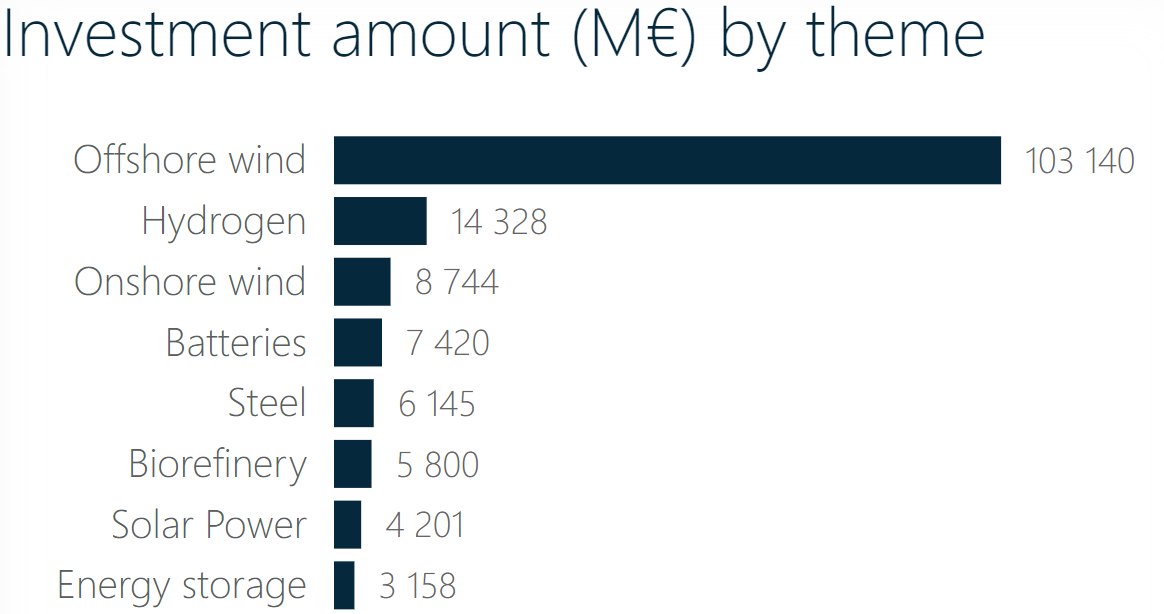 Investment amount (M€) by theme
Offshore wind 103 140
Hydrogen 14 328
Onshore wind 8 744
Batteries 7 420
Steel 6 145
Biorefinery 5 800
Solar Power 4 201
Energy storage 3 158